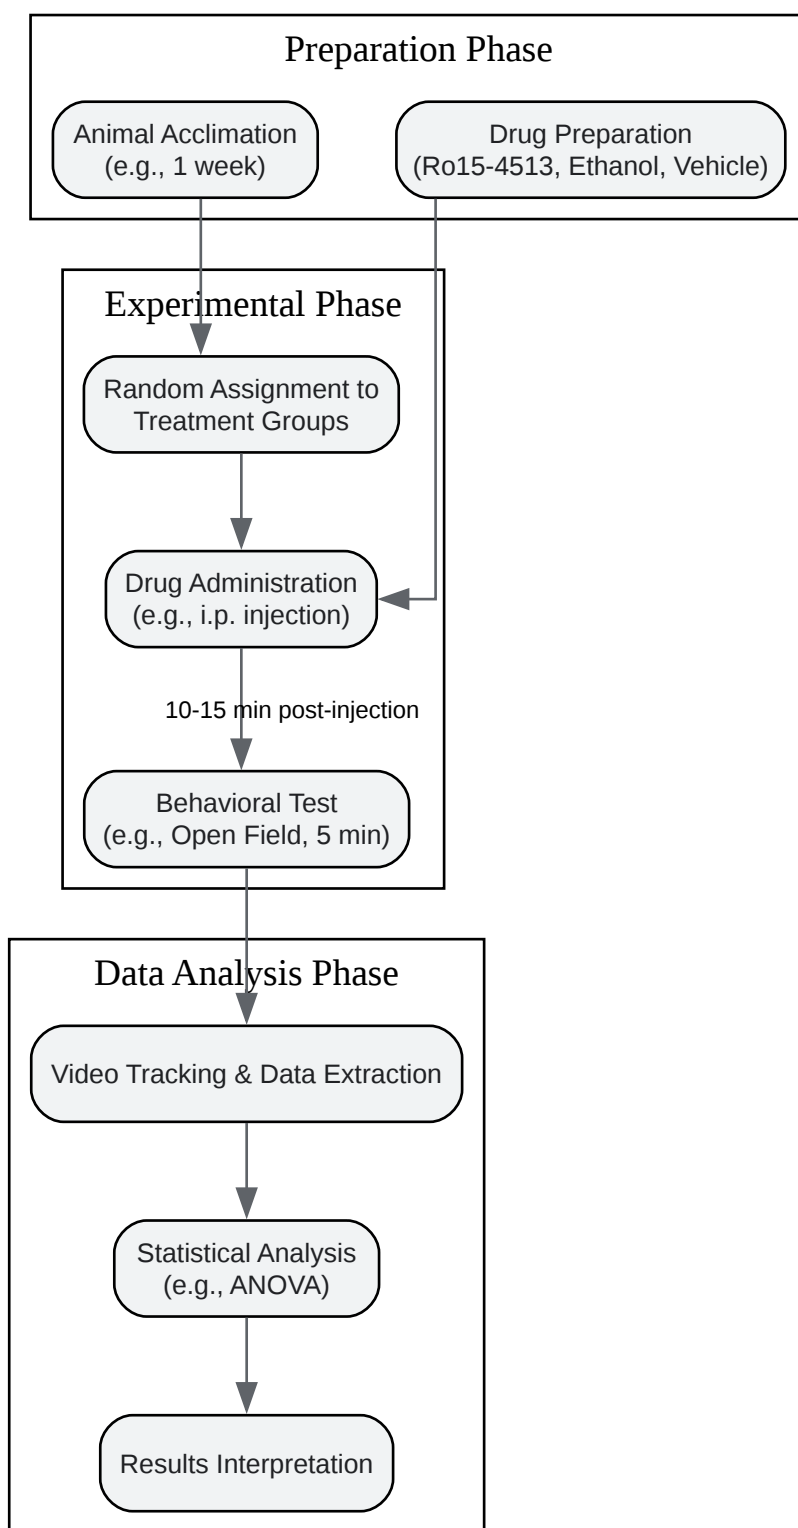 Preparation Phase
Animal Acclimation
(e.g., 1 week)
Drug Preparation
(Ro15-4513, Ethanol, Vehicle)
Experimental Phase
Random Assignment to
Treatment Groups
Drug Administration
(e.g., i.p. injection)
10-15 min post-injection
Behavioral Test
(e.g., Open Field, 5 min)
Data Analysis Phase
Video Tracking & Data Extraction
Statistical Analysis
(e.g., ANOVA)
Results Interpretation